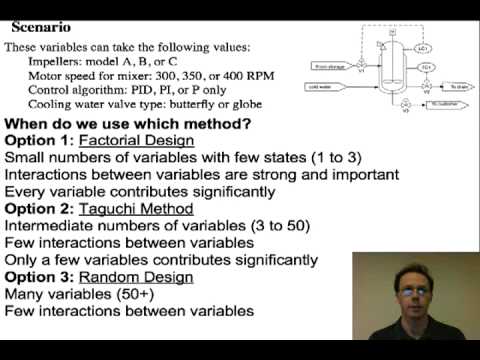 Scenario
These variables can take the following values:
Impellers: model A, B, or C
Motor speed for mixer: 300, 350, or 400 RPM
Control algorithm: PID, PI, or P only
Cooling water valve type: butterfly or globe
When do we use which method?
Option 1: Factorial Design
Small numbers of variables with few states (1 to 3)
Interactions between variables are strong and important
Every variable contributes significantly
Option 2: Taguchi Method
Intermediate numbers of variables (3 to 50)
Few interactions between variables
Only a few variables contributes significantly
Option 3: Random Design
Many variables (50+)
Few interactions between variables
M
LC1
From storage
V1
TC1
cold water
To drain
V2
To customer
V3